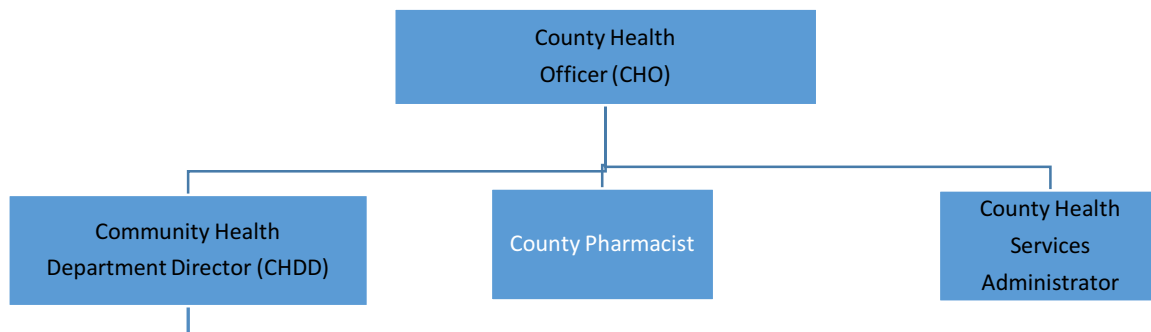 County Health
Officer (CHO)
Community Health
Department Director (CHDD)
County Pharmacist
County Health
Services
Administrator